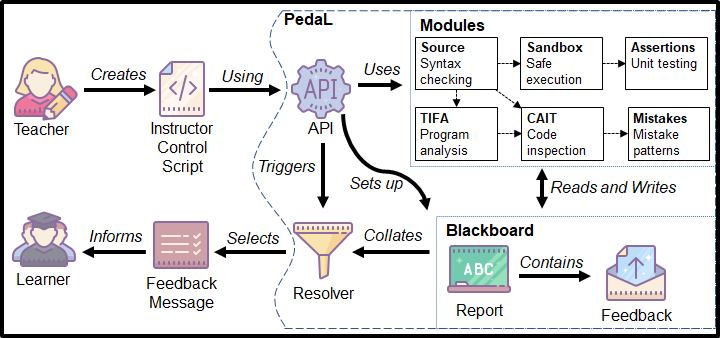 PedaL
Modules
Source
Syntax
checking
Sandbox
Safe
execution
Assertions
Unit testing
TIFA
Program
analysis
CAIT
Code
inspection
Mistakes
Mistake
patterns
Creates
Using
Uses
API
Teacher
Instructor
Control
Script
API
Triggers
Sets up
Reads and Writes
Blackboard
Informs
Selects
Collates
ABC
Contains
Learner
Feedback
Message
Resolver
Report
Feedback